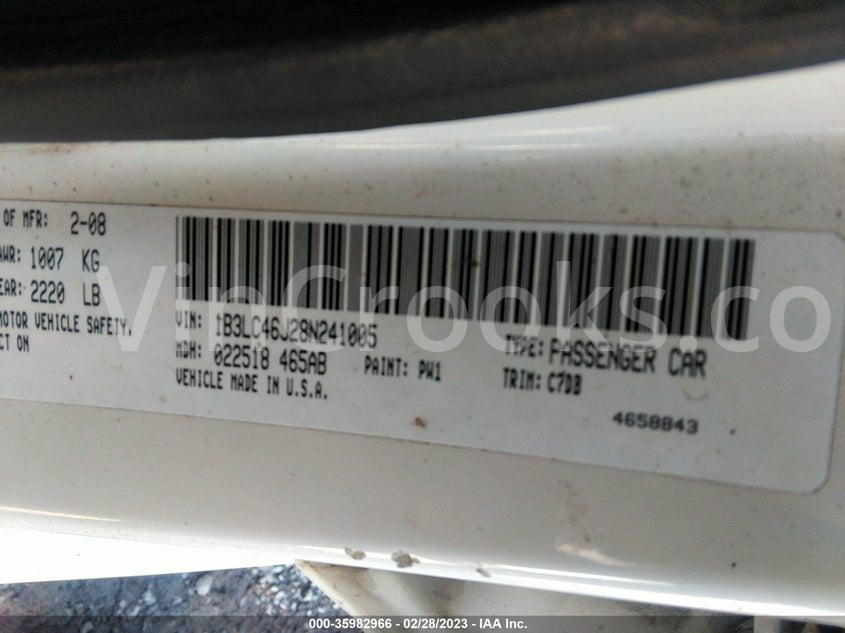 OF MFR: 2-08
AWR: 1007 KG
EAR: 2220 LB
MOTOR VEHICLE SAFETY,
CT ON
VIN: 1B3LC46J28N241005
TYPE: PASSENGER CAR
MDH: 022518 465AB
PAINT: PW1
TRIM: C7DB
VEHICLE MADE IN U.S.A.
4658843
VinCrooks.com
000-35982966 - 02/28/2023 - IAA Inc.